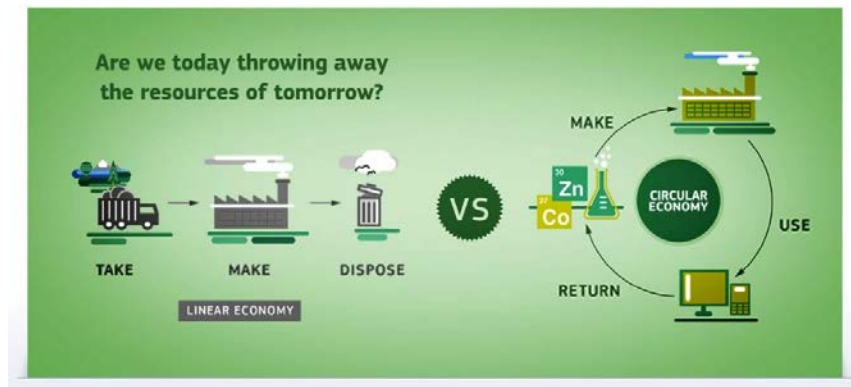 Are we today throwing away
the resources of tomorrow?
TAKE
MAKE
DISPOSE
LINEAR ECONOMY
VS
MAKE
30
Zn
27
Co
CIRCULAR
ECONOMY
USE
RETURN